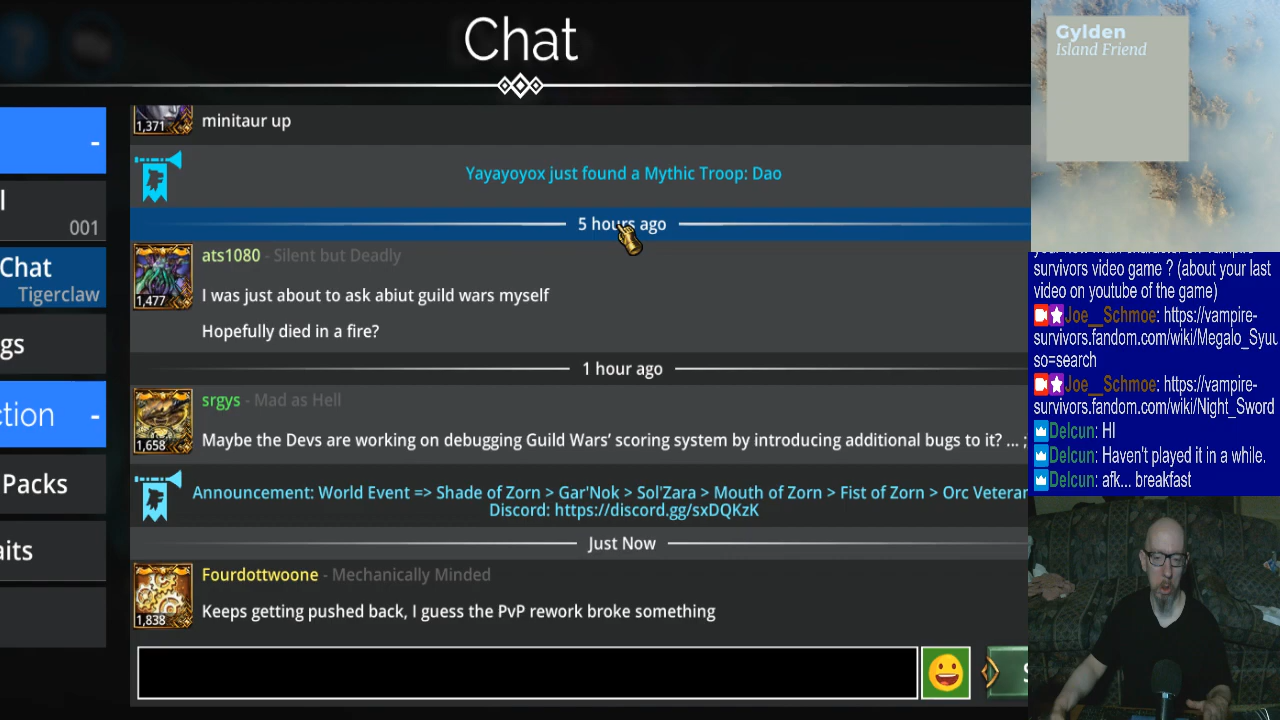 Chat
1,371
minitaur up
Yayayoyox just found a Mythic Troop: Dao
5 hours ago
ats1080 - Silent but Deadly
I was just about to ask abiut guild wars myself
Hopefully died in a fire?
1,477
1 hour ago
srgys - Mad as Hell
Maybe the Devs are working on debugging Guild Wars' scoring system by introducing additional bugs to it? ... ;
1,658
Announcement: World Event => Shade of Zorn > Gar'Nok > Sol'Zara > Mouth of Zorn > Fist of Zorn > Orc Veteran
Discord: https://discord.gg/sxDQKzK
Just Now
Fourdottwoone - Mechanically Minded
Keeps getting pushed back, I guess the PvP rework broke something
1,838
-
l
001
Chat
Tigerclaw
gs
ction -
Packs
aits
S
Gylden
Island Friend
survivors video game ? (about your last
video on youtube of the game)
Joe__Schmoe: https://vampire-
survivors.fandom.com/wiki/Megalo_Syuu
so=search
Joe__Schmoe: https://vampire-
survivors.fandom.com/wiki/Night_Sword
Delcun: HI
Delcun: Haven't played it in a while.
Delcun: afk... breakfast